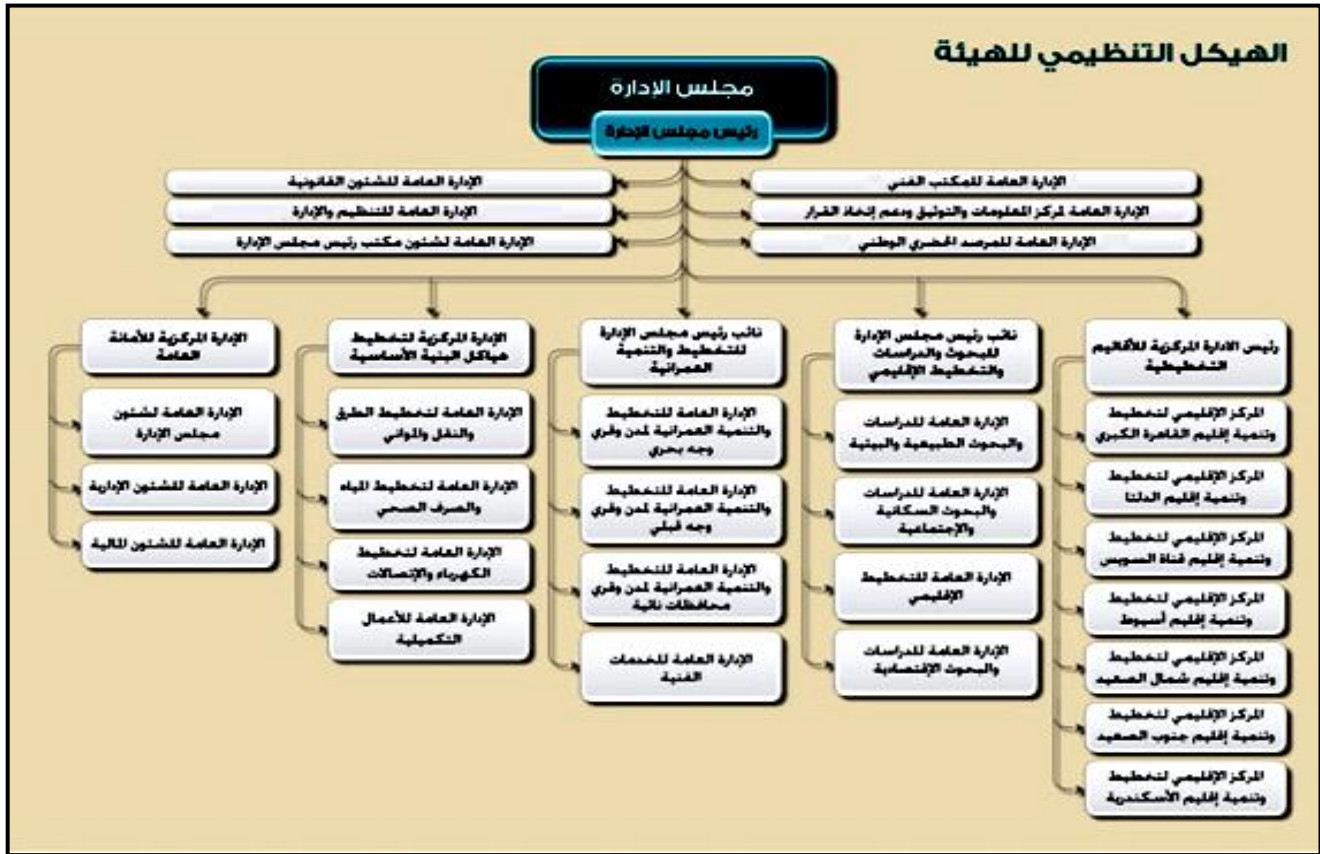 الهيكل التنظيمي للهيئة
مجلس الإدارة
رئيس مجلس الإدارة
الإدارة العامة للمكتب الفني
الإدارة العامة لمركز المعلومات والتوثيق ودعم إتخاذ القرار
الإدارة العامة للمرصد الحضري الوطني
الإدارة العامة للشئون القانونية
الإدارة العامة للتنظيم والإدارة
الإدارة العامة لشئون مكتب رئيس مجلس الإدارة
رئيس الادارة المركزية للأقاليم
التخطيطية
المركز الإقليمي لتخطيط
وتنمية إقليم القاهرة الكبري
المركز الإقليمي لتخطيط
وتنمية إقليم الدلتا
المركز الإقليمي لتخطيط
وتنمية إقليم قناة السويس
المركز الإقليمي لتخطيط
وتنمية إقليم أسيوط
المركز الإقليمي لتخطيط
وتنمية إقليم شمال الصعيد
المركز الإقليمي لتخطيط
وتنمية إقليم جنوب الصعيد
المركز الإقليمي لتخطيط
وتنمية إقليم الأسكندرية
نائب رئيس مجلس الإدارة
للبحوث والدراسات
والتخطيط الإقليمي
الإدارة العامة للدراسات
والبحوث الطبيعية والبيئية
الإدارة العامة للدراسات
والبحوث السكانية
والإجتماعية
الإدارة العامة للتخطيط
الإقليمي
الإدارة العامة للدراسات
والبحوث الإقتصادية
نائب رئيس مجلس الإدارة
للتخطيط والتنمية
العمرانية
الإدارة العامة للتخطيط
والتنمية العمرانية لمدن وقري
وجه بحري
الإدارة العامة للتخطيط
والتنمية العمرانية لمدن وقري
وجه قبلي
الإدارة العامة للتخطيط
والتنمية العمرانية لمدن وقري
محافظات نائية
الإدارة العامة للخدمات
الفنية
الإدارة المركزية لتخطيط
هياكل البنية الأساسية
الإدارة العامة لتخطيط الطرق
والنقل والمواني
الإدارة العامة لتخطيط المياه
والصرف الصحي
الإدارة العامة لتخطيط
الكهرباء والإتصالات
الإدارة العامة للأعمال
التكميلية
الإدارة المركزية للأمانة
العامة
الإدارة العامة لشئون
مجلس الإدارة
الإدارة العامة للشئون الإدارية
الإدارة العامة للشئون المالية